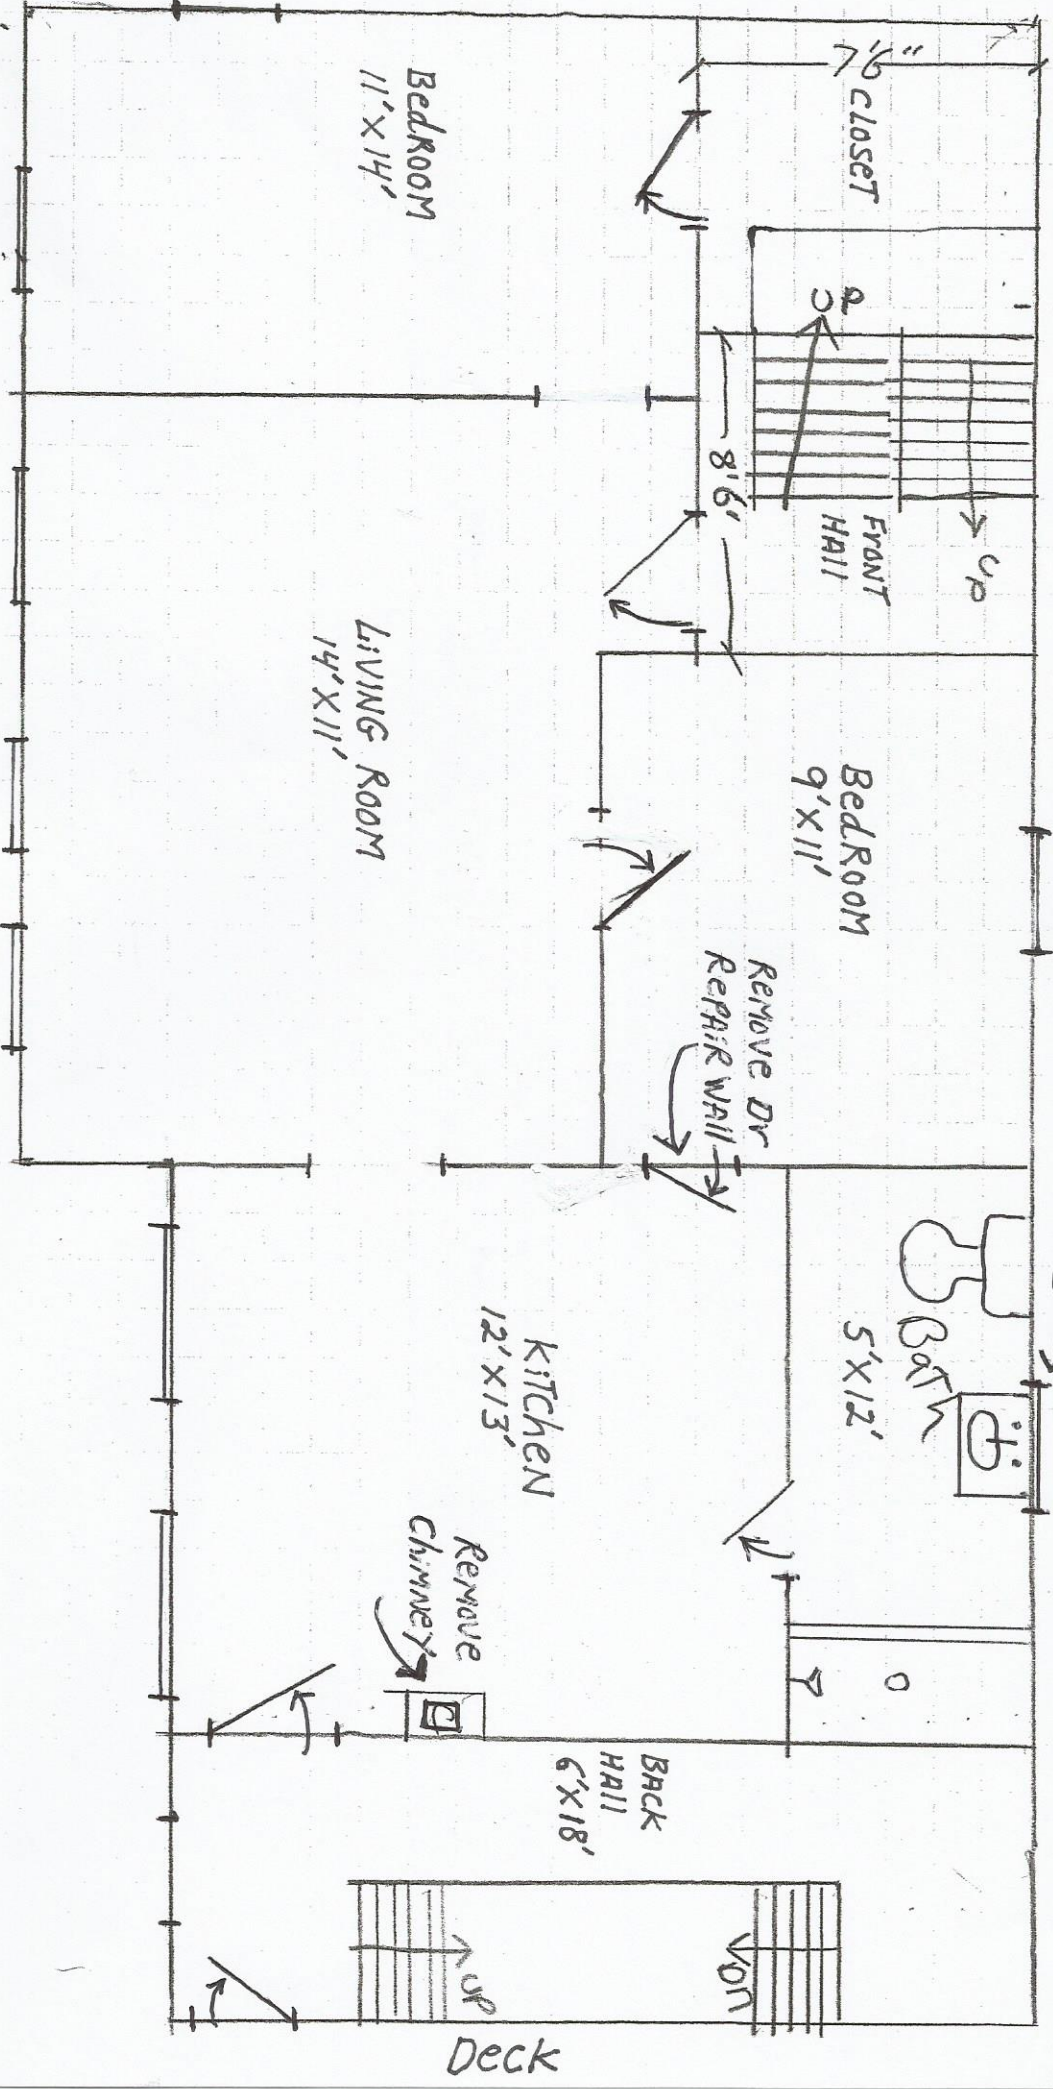 7'6"
CLOSET
BedROOM
11'X14'
8'6'
FRONT
HAll
UP
LiViNG ROOM
14'X11'
BedROOM
9'X11'
REMOVE Dr
RePAiR WAll
Bath
5'X12'
KiTCHEN
12'X13'
REMOVE
ChiMNEY
BACK
HAll
6'X18'
UP
DN
Deck